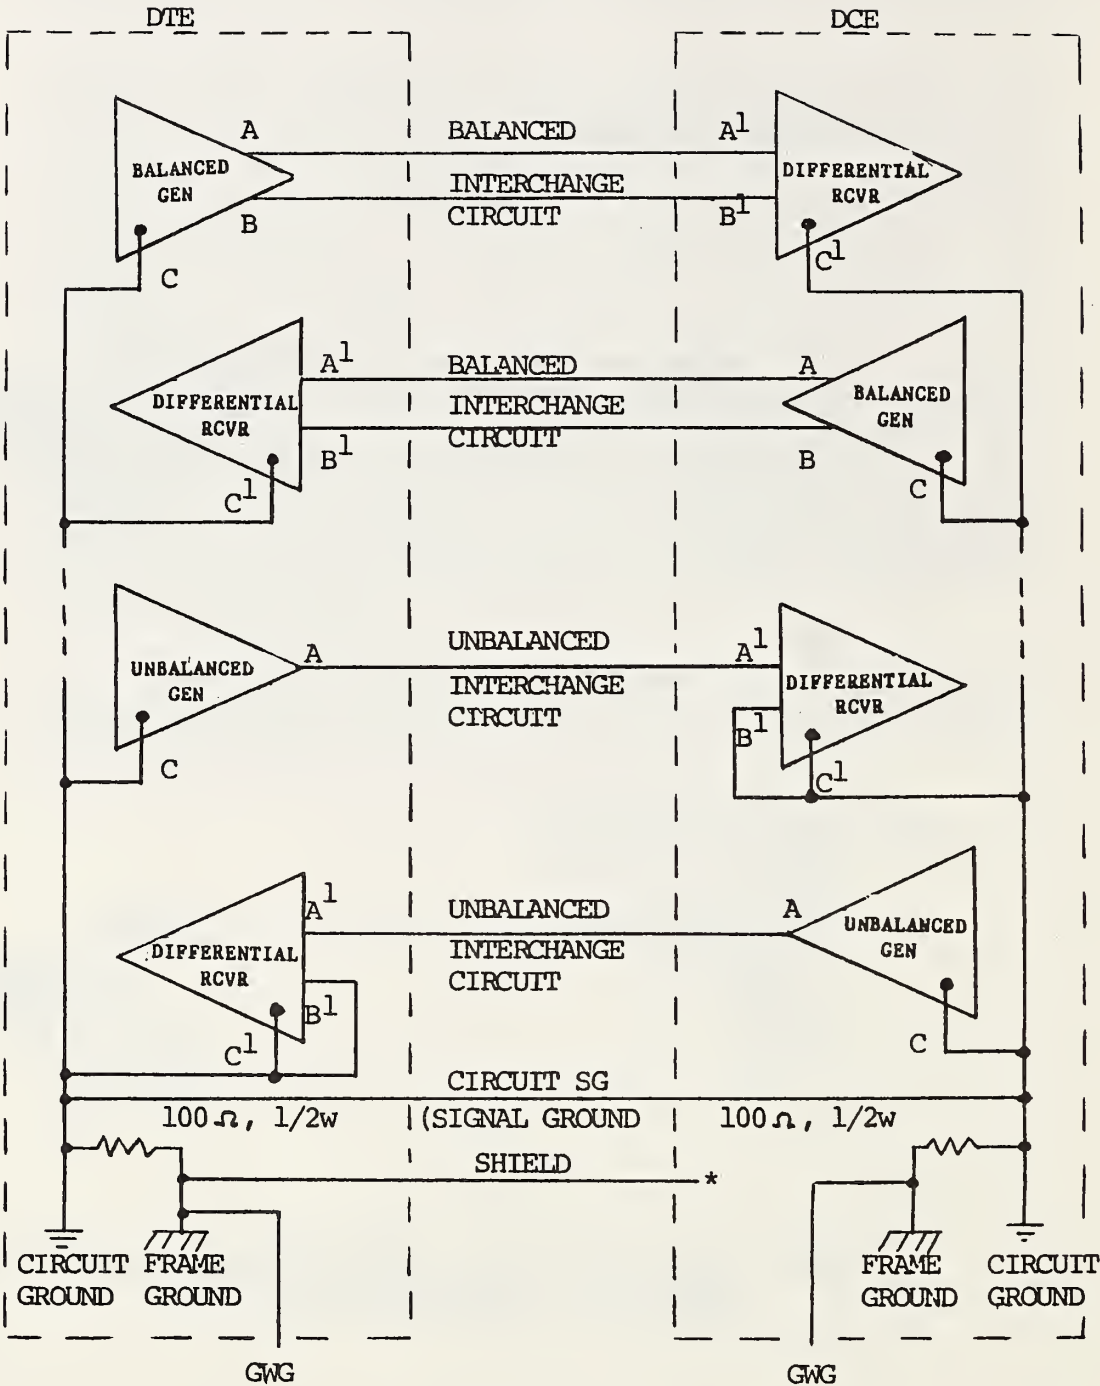 DTE
DCE
A
BALANCED
A1
BALANCED
GEN
DIFFERENTIAL
RCVR
INTERCHANGE
CIRCUIT
B
B1
C
C1
A1
BALANCED
A
DIFFERENTIAL
RCVR
INTERCHANGE
CIRCUIT
BALANCED
GEN
B1
B
C1
C
UNBALANCED
GEN
A
UNBALANCED
A1
INTERCHANGE
CIRCUIT
DIFFERENTIAL
RCVR
B1
C
C1
A1
UNBALANCED
A
DIFFERENTIAL
RCVR
INTERCHANGE
CIRCUIT
UNBALANCED
GEN
B1
C1
C
CIRCUIT SG
100Ω, 1/2w
(SIGNAL GROUND
100Ω, 1/2w
SHIELD
*
CIRCUIT
GROUND
FRAME
GROUND
FRAME
GROUND
CIRCUIT
GROUND
GWG
GWG